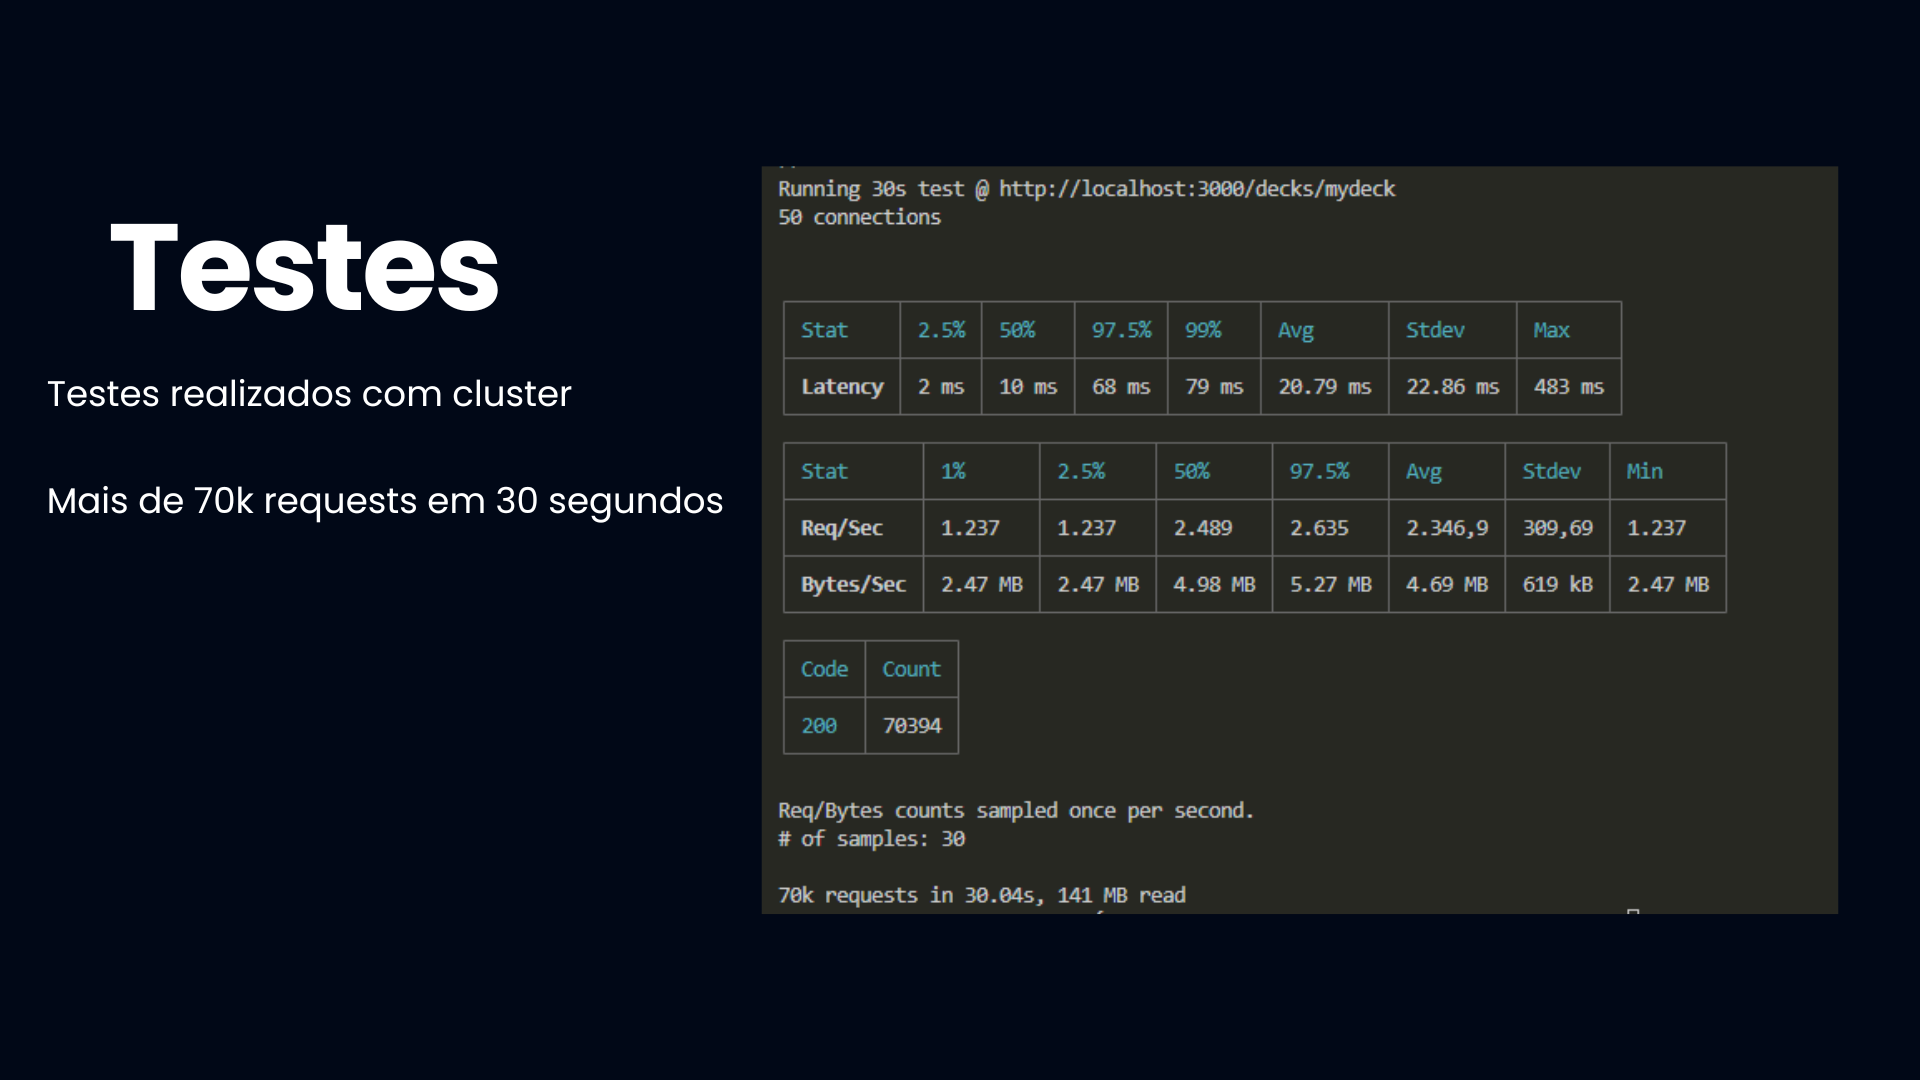 Testes
Testes realizados com cluster
Mais de 70k requests em 30 segundos
Running 30s test @ http://localhost:3000/decks/mydeck
50 connections
Stat 2.5% 50% 97.5% 99% Avg Stdev Max
Latency 2 ms 10 ms 68 ms 79 ms 20.79 ms 22.86 ms 483 ms
Stat 1% 2.5% 50% 97.5% Avg Stdev Min
Req/Sec 1.237 1.237 2.489 2.635 2.346,9 309,69 1.237
Bytes/Sec 2.47 MB 2.47 MB 4.98 MB 5.27 MB 4.69 MB 619 kB 2.47 MB
Code Count
200 70394
Req/Bytes counts sampled once per second.
# of samples: 30
70k requests in 30.04s, 141 MB read